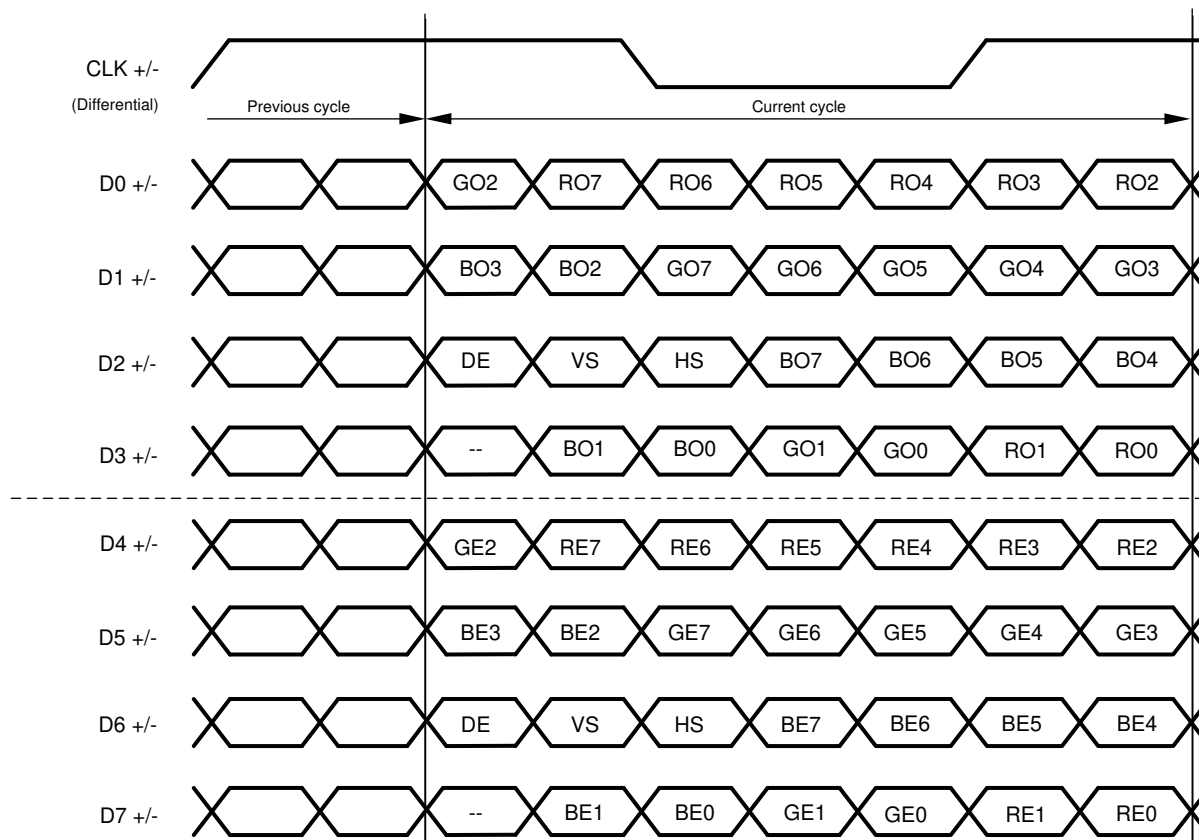 CLK +/-
(Differential)
Previous cycle Current cycle
D0 +/- GO2 RO7 RO6 RO5 RO4 RO3 RO2
D1 +/- BO3 BO2 GO7 GO6 GO5 GO4 GO3
D2 +/- DE VS HS BO7 BO6 BO5 BO4
D3 +/- -- BO1 BO0 GO1 GO0 RO1 RO0
D4 +/- GE2 RE7 RE6 RE5 RE4 RE3 RE2
D5 +/- BE3 BE2 GE7 GE6 GE5 GE4 GE3
D6 +/- DE VS HS BE7 BE6 BE5 BE4
D7 +/- -- BE1 BE0 GE1 GE0 RE1 RE0